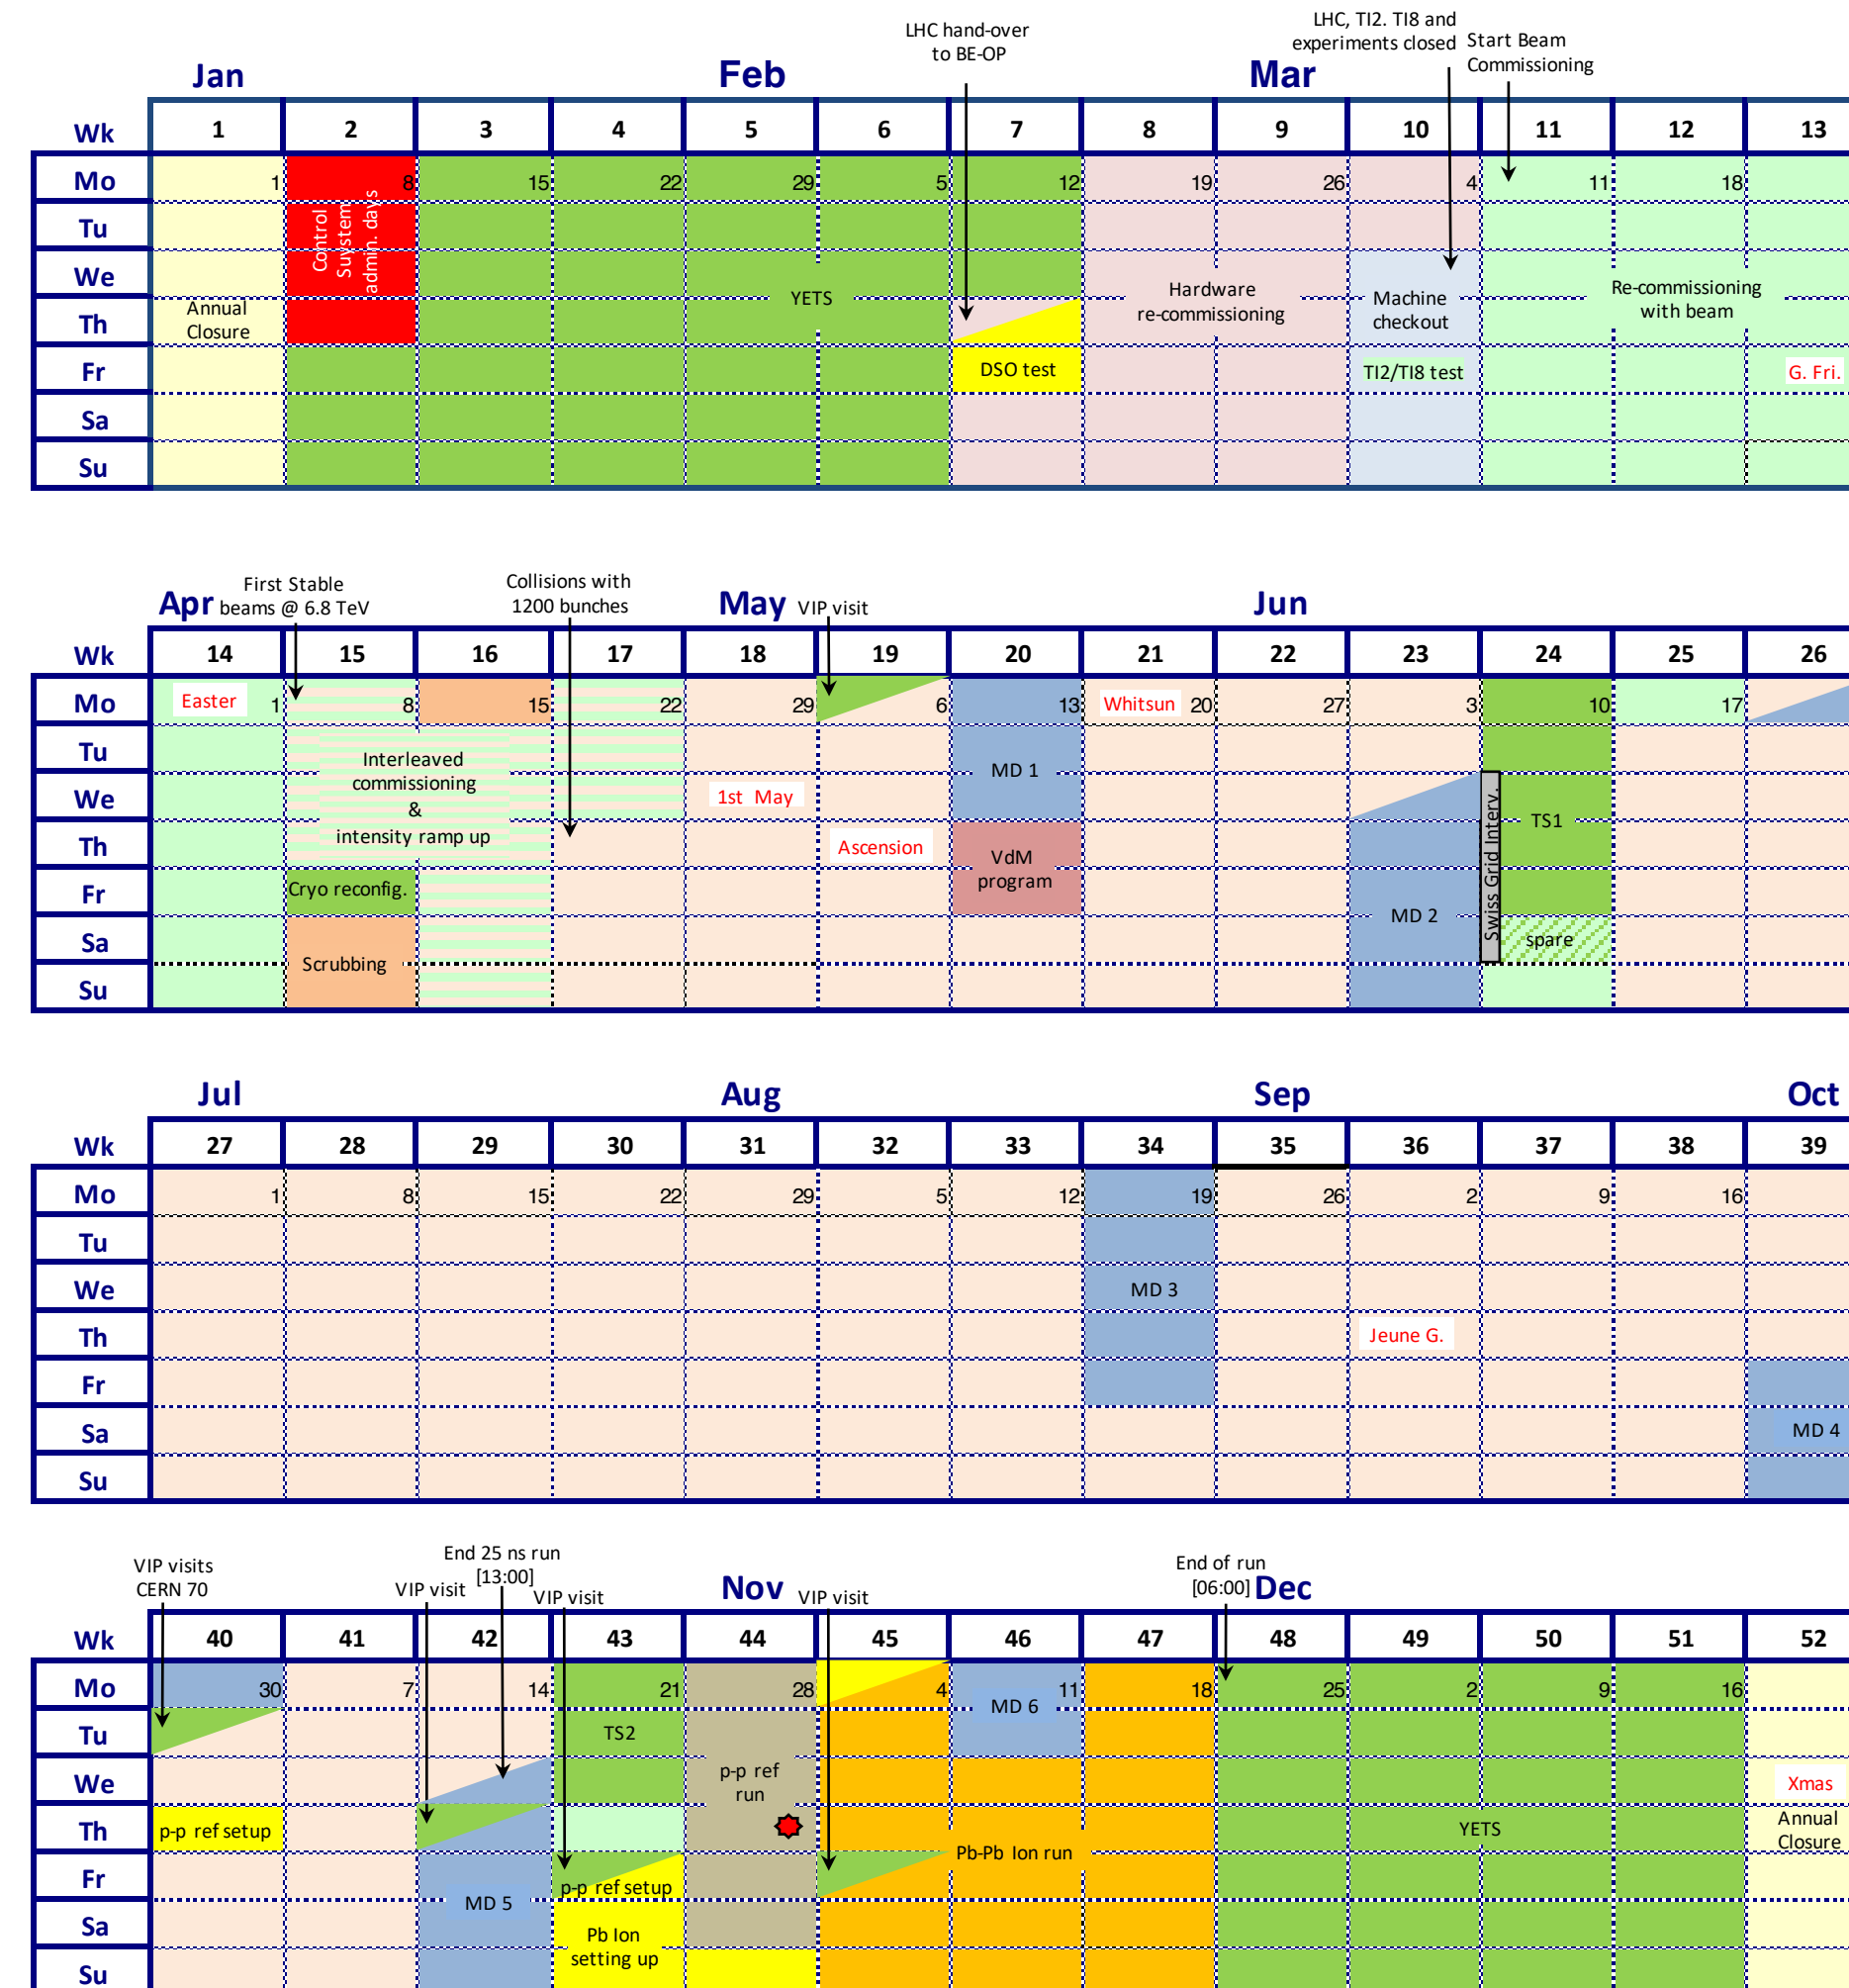 LHC hand-over
to BE-OP
LHC, TI2. TI8 and
experiments closed
Start Beam
Commissioning
Jan Feb Mar
Wk 1 2 3 4 5 6 7 8 9 10 11 12 13
Mo 1 8 15 22 29 5 12 19 26 4 11 18
Tu
We
Th
Fr
Sa
Su
Annual
Closure
Control
Suystem
admin. days
YETS
DSO test
Hardware
re-commissioning
Machine
checkout
TI2/TI8 test
Re-commissioning
with beam
G. Fri.
First Stable
beams @ 6.8 TeV
Collisions with
1200 bunches
VIP visit
Apr May Jun
Wk 14 15 16 17 18 19 20 21 22 23 24 25 26
Mo Easter 1 8 15 22 29 6 13 Whitsun 20 27 3 10 17
Tu
We
Th
Fr
Sa
Su
Interleaved
commissioning
&
intensity ramp up
Cryo reconfig.
Scrubbing
1st May
Ascension
MD 1
VdM
program
MD 2
Swiss Grid Interv.
TS1
spare
Jul Aug Sep Oct
Wk 27 28 29 30 31 32 33 34 35 36 37 38 39
Mo 1 8 15 22 29 5 12 19 26 2 9 16
Tu
We
Th
Fr
Sa
Su
MD 3
Jeune G.
MD 4
VIP visits
CERN 70
VIP visit
End 25 ns run
[13:00]
VIP visit
Nov
VIP visit
End of run
[06:00]
Dec
Wk 40 41 42 43 44 45 46 47 48 49 50 51 52
Mo 30 7 14 21 28 4 11 18 25 2 9 16
Tu
We
Th
Fr
Sa
Su
p-p ref setup
MD 5
TS2
p-p ref setup
Pb Ion
setting up
p-p ref
run
MD 6
Pb-Pb Ion run
YETS
Xmas
Annual
Closure